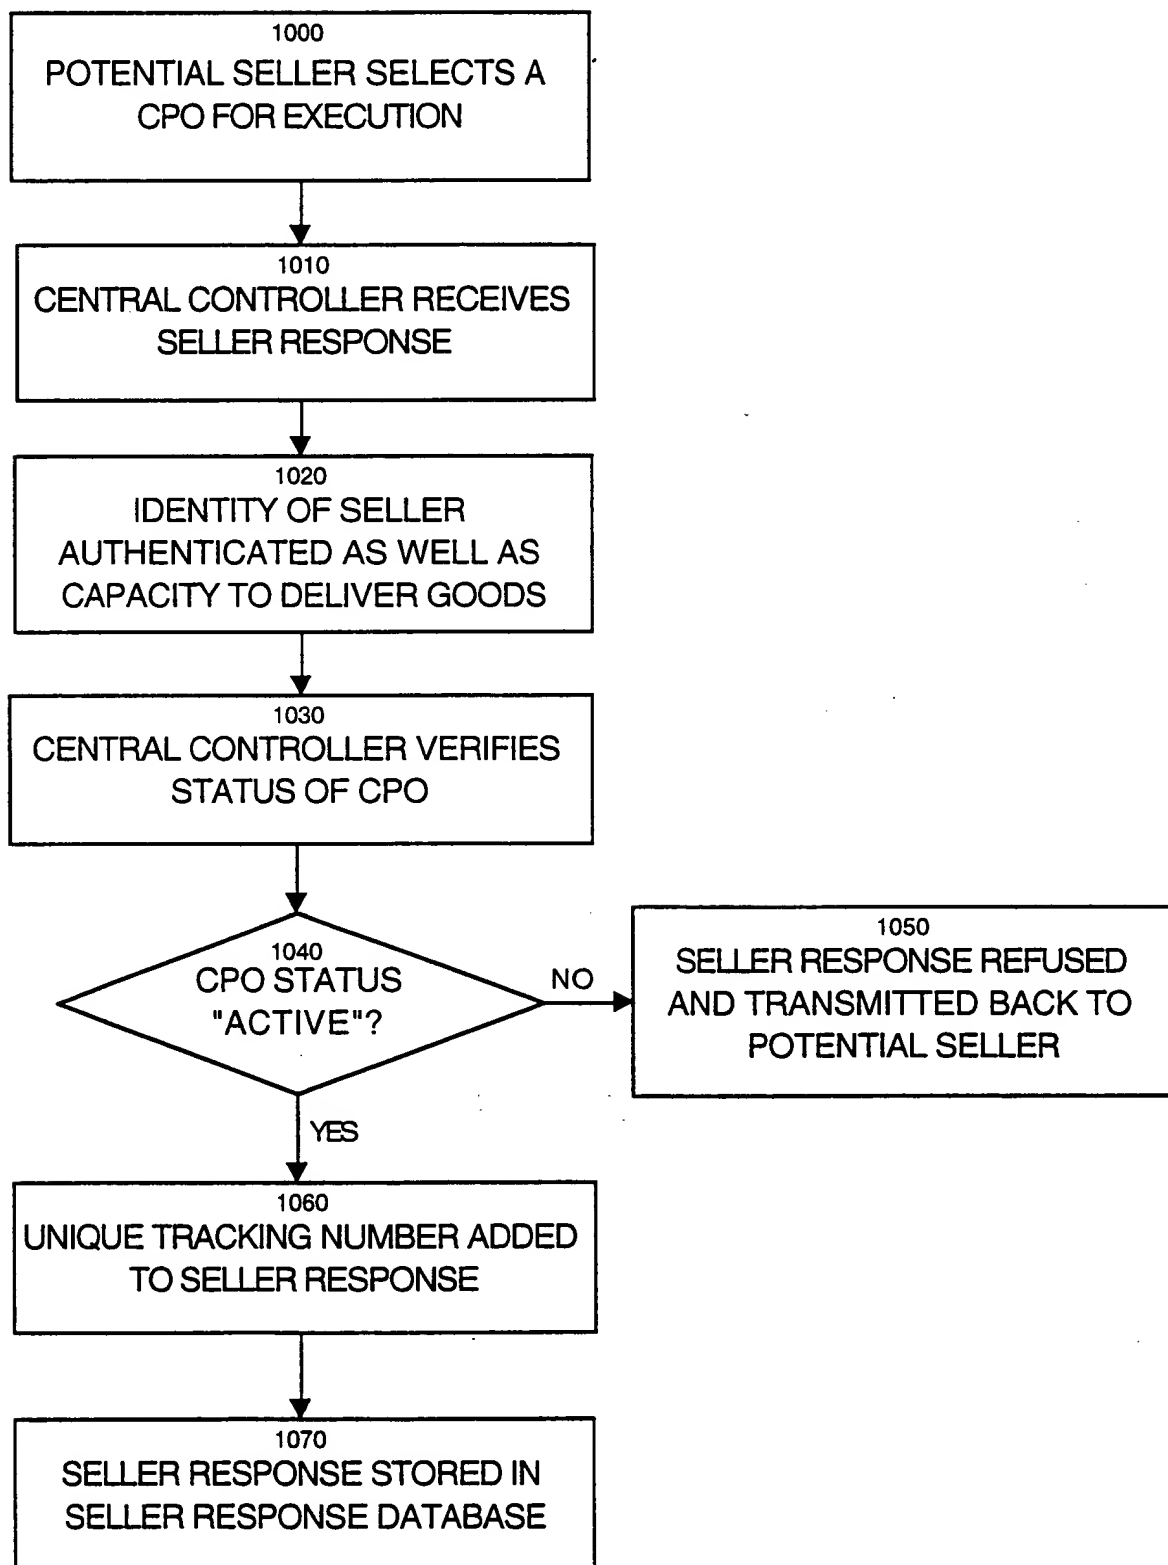 1000
POTENTIAL SELLER SELECTS A
CPO FOR EXECUTION
1010
CENTRAL CONTROLLER RECEIVES
SELLER RESPONSE
1020
IDENTITY OF SELLER
AUTHENTICATED AS WELL AS
CAPACITY TO DELIVER GOODS
1030
CENTRAL CONTROLLER VERIFIES
STATUS OF CPO
1040
CPO STATUS
"ACTIVE"?
NO
1050
SELLER RESPONSE REFUSED
AND TRANSMITTED BACK TO
POTENTIAL SELLER
YES
1060
UNIQUE TRACKING NUMBER ADDED
TO SELLER RESPONSE
1070
SELLER RESPONSE STORED IN
SELLER RESPONSE DATABASE